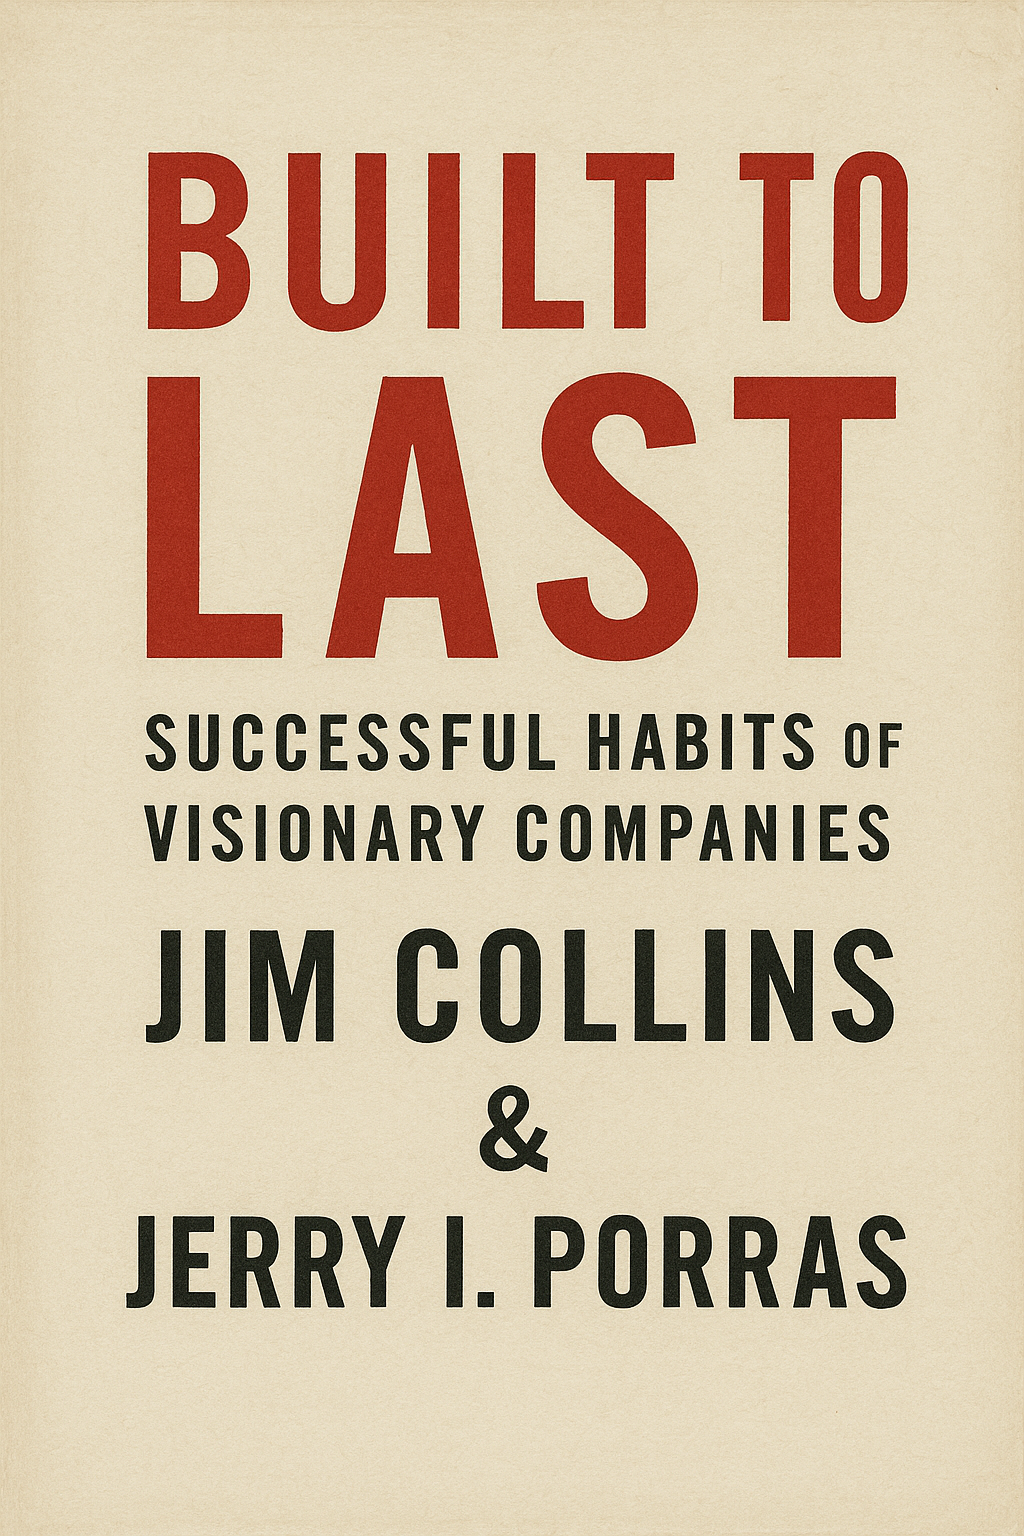 BUILT TO
LAST
SUCCESSFUL HABITS OF
VISIONARY COMPANIES
JIM COLLINS
&
JERRY I. PORRAS